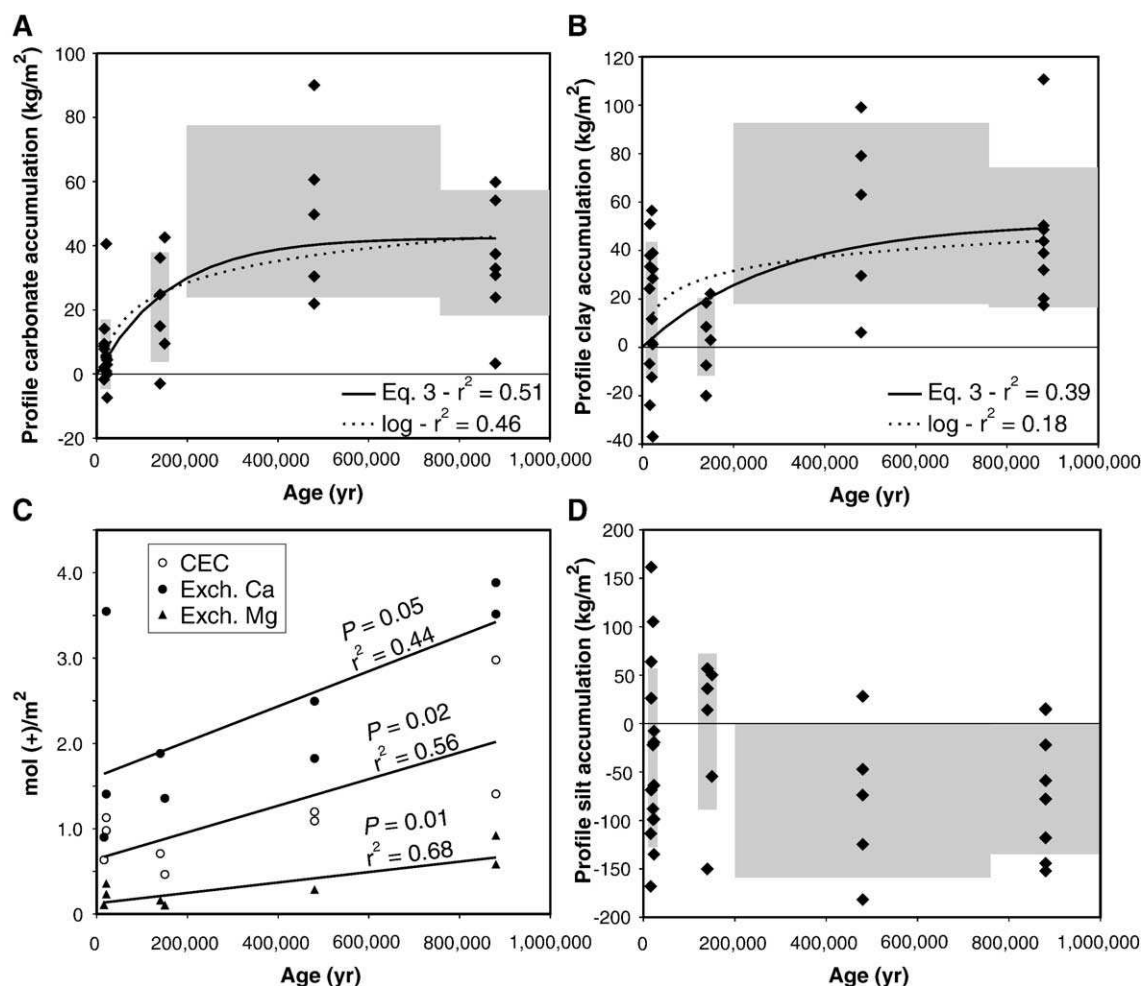 A
Profile carbonate accumulation (kg/m²)
100
80
60
40
20
0
-20
Eq. 3 - r² = 0.51
log - r² = 0.46
0 200,000 400,000 600,000 800,000 1,000,000
Age (yr)
B
Profile clay accumulation (kg/m²)
120
100
80
60
40
20
0
-20
-40
Eq. 3 - r² = 0.39
log - r² = 0.18
0 200,000 400,000 600,000 800,000 1,000,000
Age (yr)
C
mol (+)/m²
4.0
3.0
2.0
1.0
0
CEC
Exch. Ca
Exch. Mg
P = 0.05
r² = 0.44
P = 0.02
r² = 0.56
P = 0.01
r² = 0.68
0 200,000 400,000 600,000 800,000 1,000,000
Age (yr)
D
Profile silt accumulation (kg/m²)
200
150
100
50
0
-50
-100
-150
-200
0 200,000 400,000 600,000 800,000 1,000,000
Age (yr)